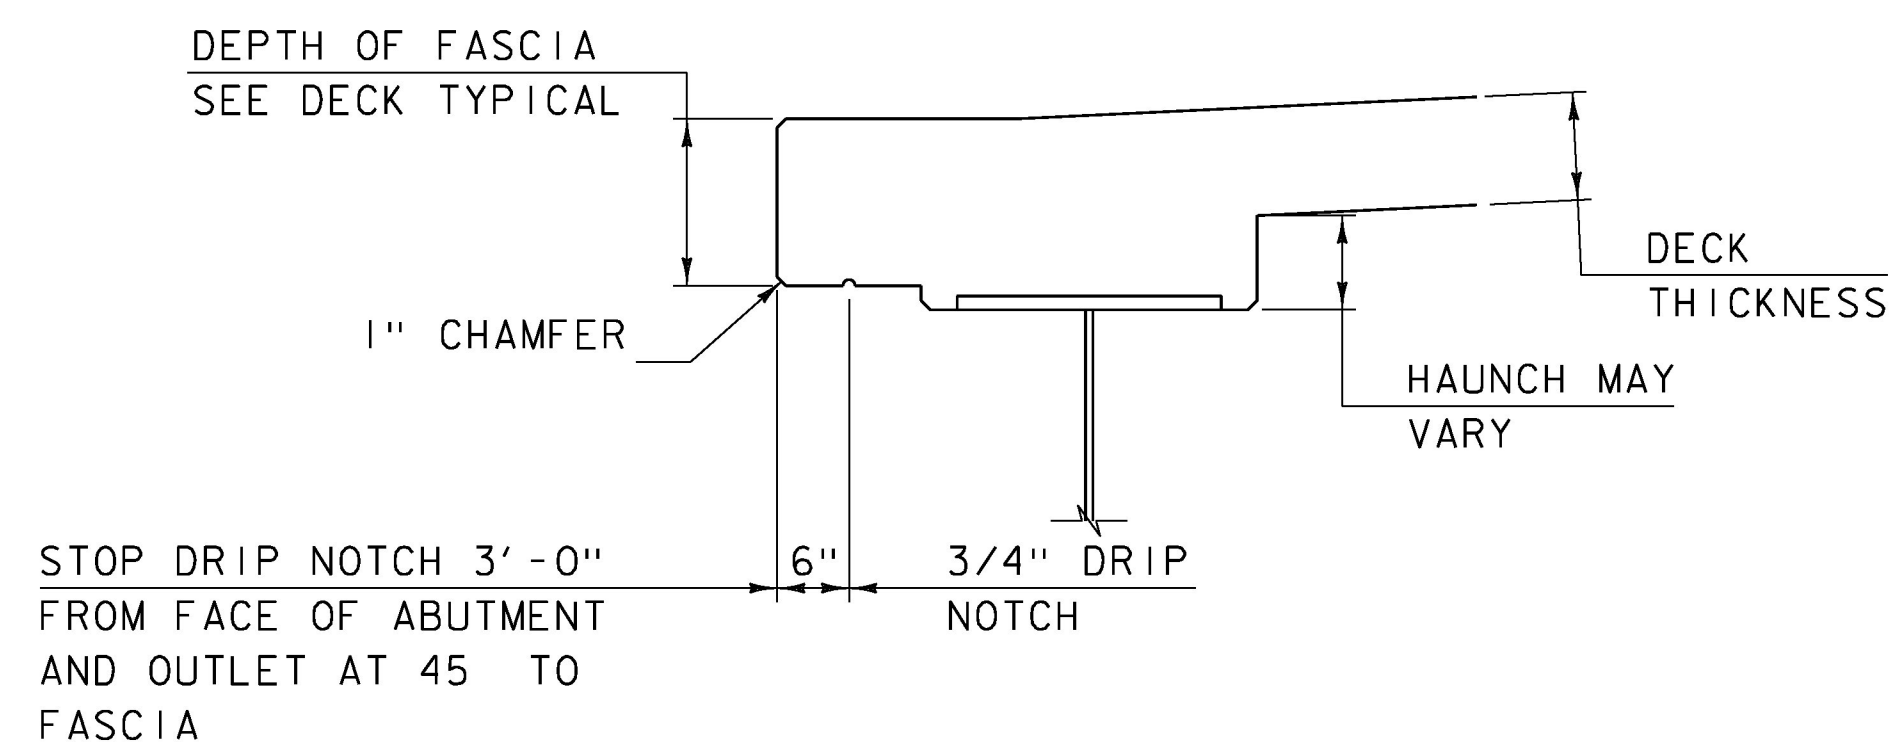 DEPTH OF FASCIA
SEE DECK TYPICAL
1" CHAMFER
DECK
THICKNESS
HAUNCH MAY
VARY
STOP DRIP NOTCH 3'-0"
FROM FACE OF ABUTMENT
AND OUTLET AT 45 TO
FASCIA
6"
3/4" DRIP
NOTCH